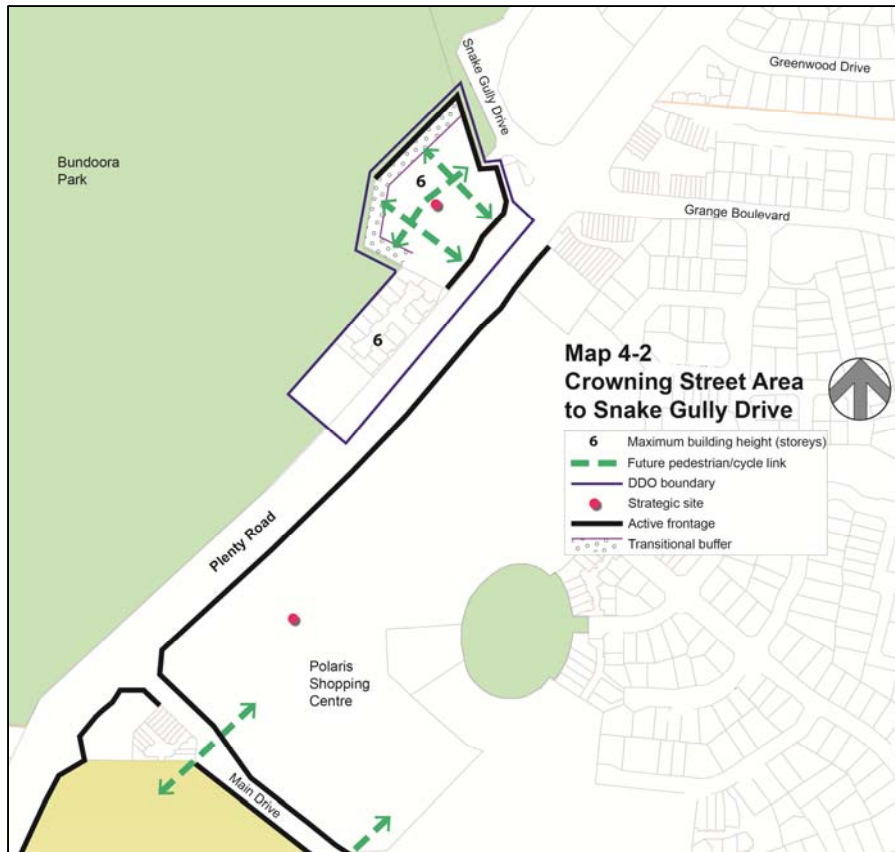 Snake Gully Drive
Greenwood Drive
Bundoora
Park
6
Grange Boulevard
6
Map 4-2
Crowning Street Area
to Snake Gully Drive
6 Maximum building height (storeys)
Future pedestrian/cycle link
DDO boundary
Strategic site
Active frontage
Transitional buffer
Plenty Road
Polaris
Shopping
Centre
Main Drive